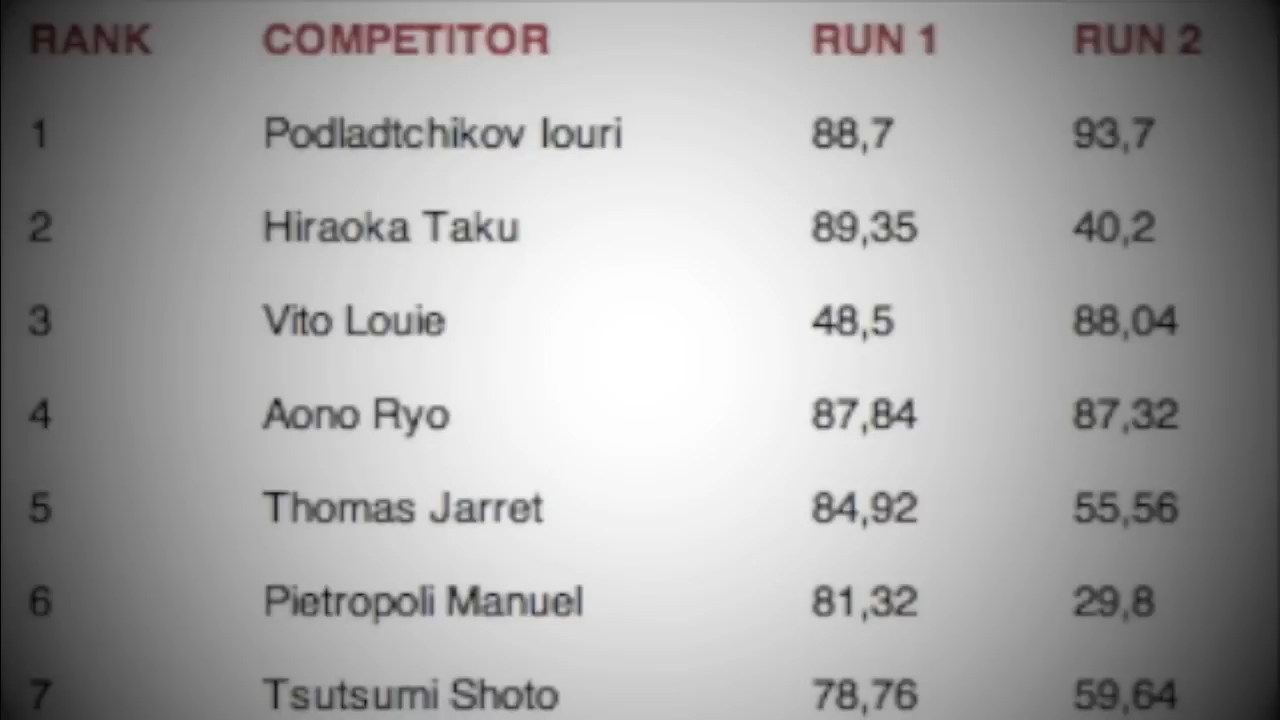 RANK COMPETITOR RUN 1 RUN 2
1 Podladtchikov Iouri 88,7 93,7
2 Hiraoka Taku 89,35 40,2
3 Vito Louie 48,5 88,04
4 Aono Ryo 87,84 87,32
5 Thomas Jarret 84,92 55,56
6 Pietropoli Manuel 81,32 29,8
7 Tsutsumi Shoto 78,76 59,64